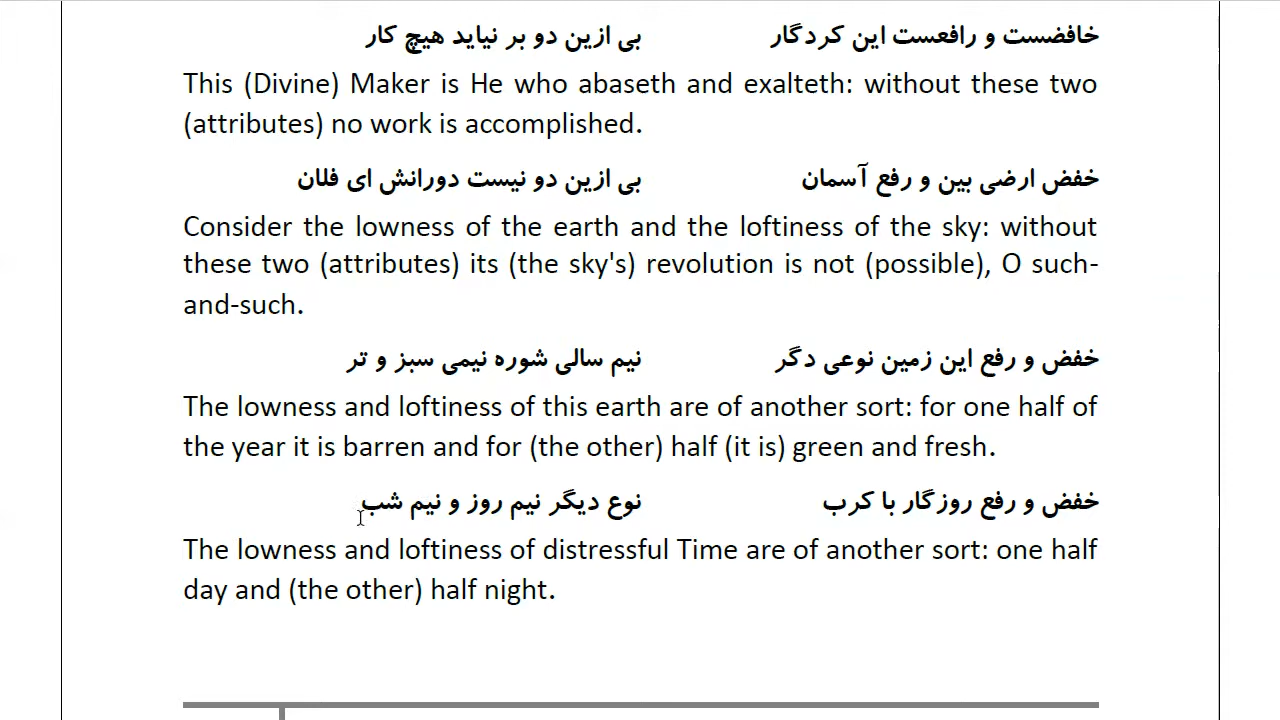 خافضست و رافعست این کردگار بی ازین دو بر نیاید هیچ کار
This (Divine) Maker is He who abaseth and exalteth: without these two
(attributes) no work is accomplished.
خفض ارضی بین و رفع آسمان بی ازین دو نیست دورانش ای فلان
Consider the lowness of the earth and the loftiness of the sky: without
these two (attributes) its (the sky's) revolution is not (possible), O such-
and-such.
خفض و رفع این زمین نوعی دگر نیم سالی شوره نیمی سبز و تر
The lowness and loftiness of this earth are of another sort: for one half of
the year it is barren and for (the other) half (it is) green and fresh.
خفض و رفع روزگار با کرب نوع دیگر نیم روز و نیم شب
The lowness and loftiness of distressful Time are of another sort: one half
day and (the other) half night.